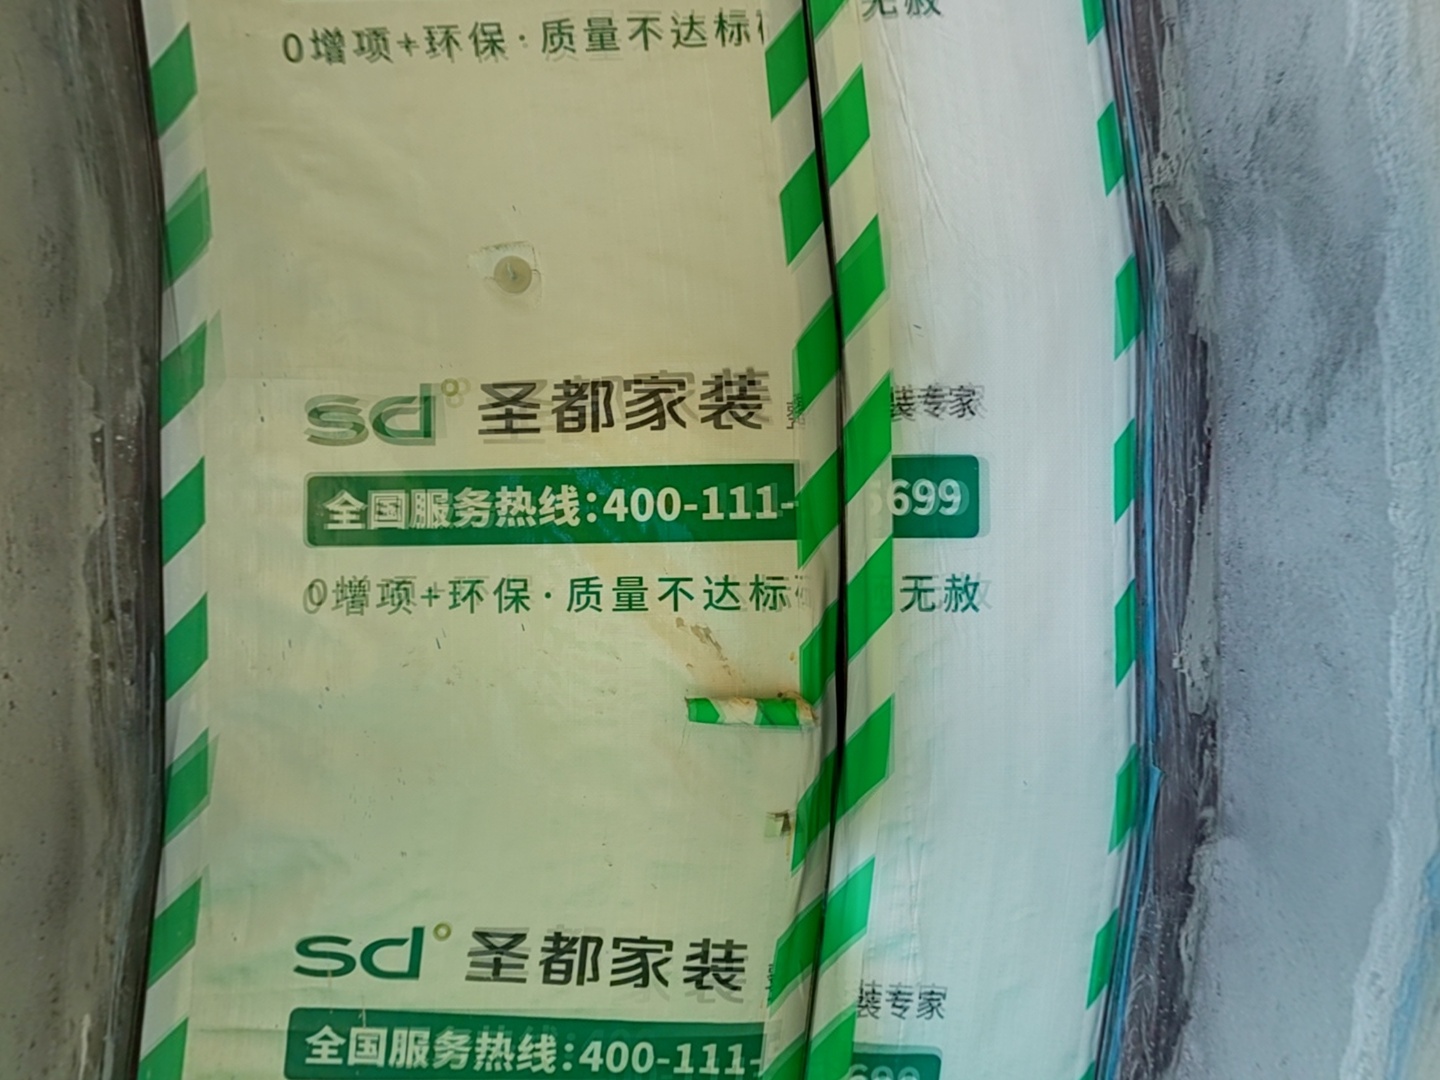 0增项+环保·质量不达标 无赦
sd 圣都家装 装专家
全国服务热线:400-111- 6699
0增项+环保·质量不达标 无赦
sd 圣都家装 装专家
全国服务热线:400-111- 699